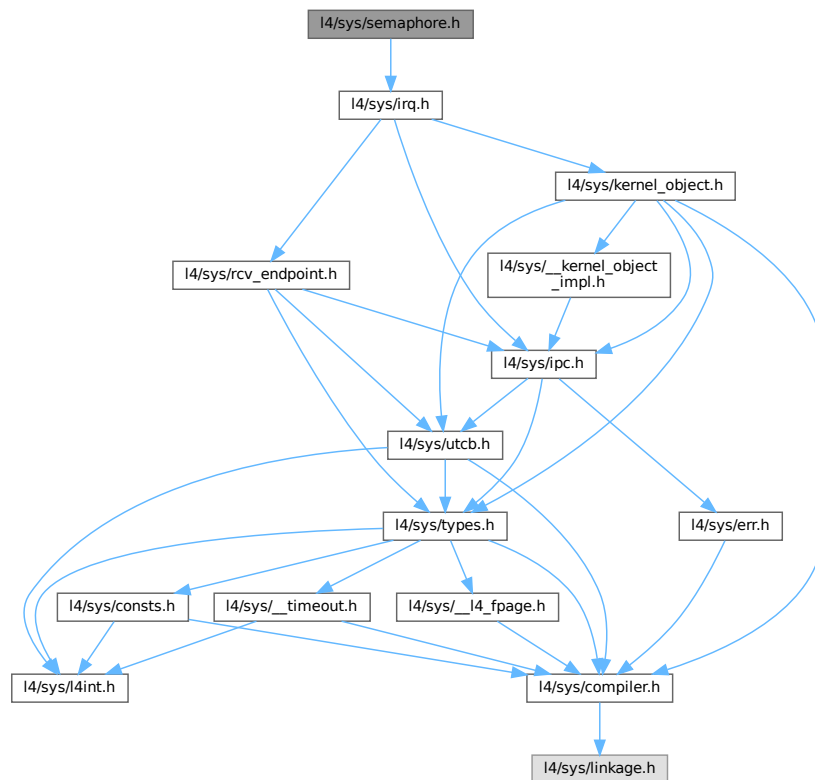 l4/sys/semaphore.h
l4/sys/irq.h
l4/sys/kernel_object.h
l4/sys/rcv_endpoint.h
l4/sys/__kernel_object
_impl.h
l4/sys/ipc.h
l4/sys/utcb.h
l4/sys/types.h
l4/sys/err.h
l4/sys/consts.h
l4/sys/__timeout.h
l4/sys/__l4_fpage.h
l4/sys/l4int.h
l4/sys/compiler.h
l4/sys/linkage.h